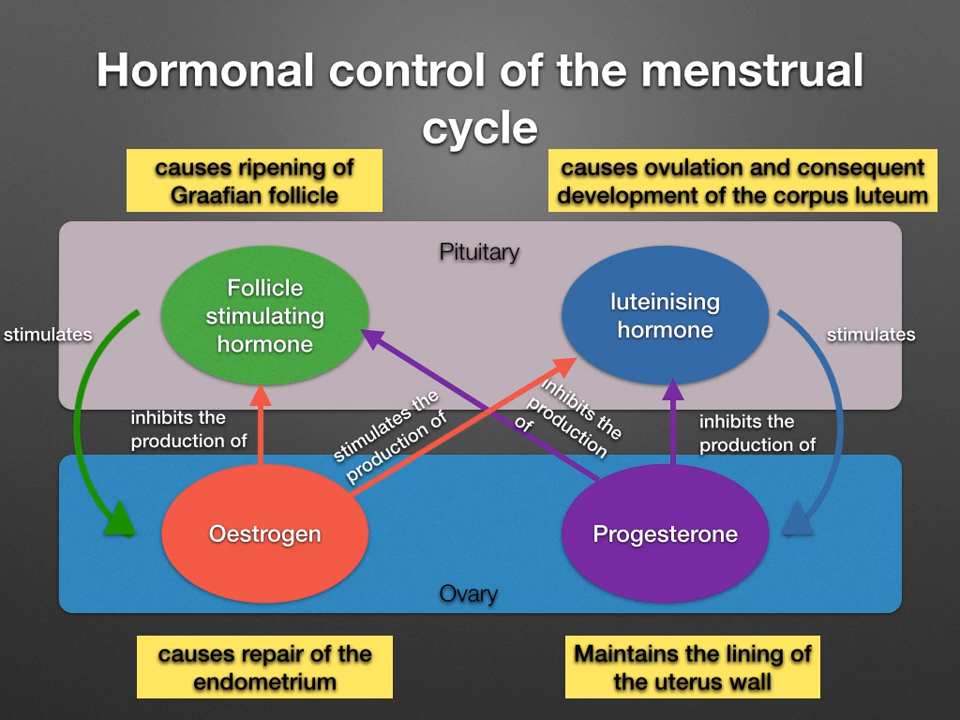 Hormonal control of the menstrual
cycle
causes ripening of
Graafian follicle
causes ovulation and consequent
development of the corpus luteum
Pituitary
Follicle
stimulating
hormone
luteinising
hormone
stimulates
stimulates
inhibits the
production of
stimulates the
production of
inhibits the
production
of
inhibits the
production of
Oestrogen
Progesterone
Ovary
causes repair of the
endometrium
Maintains the lining of
the uterus wall